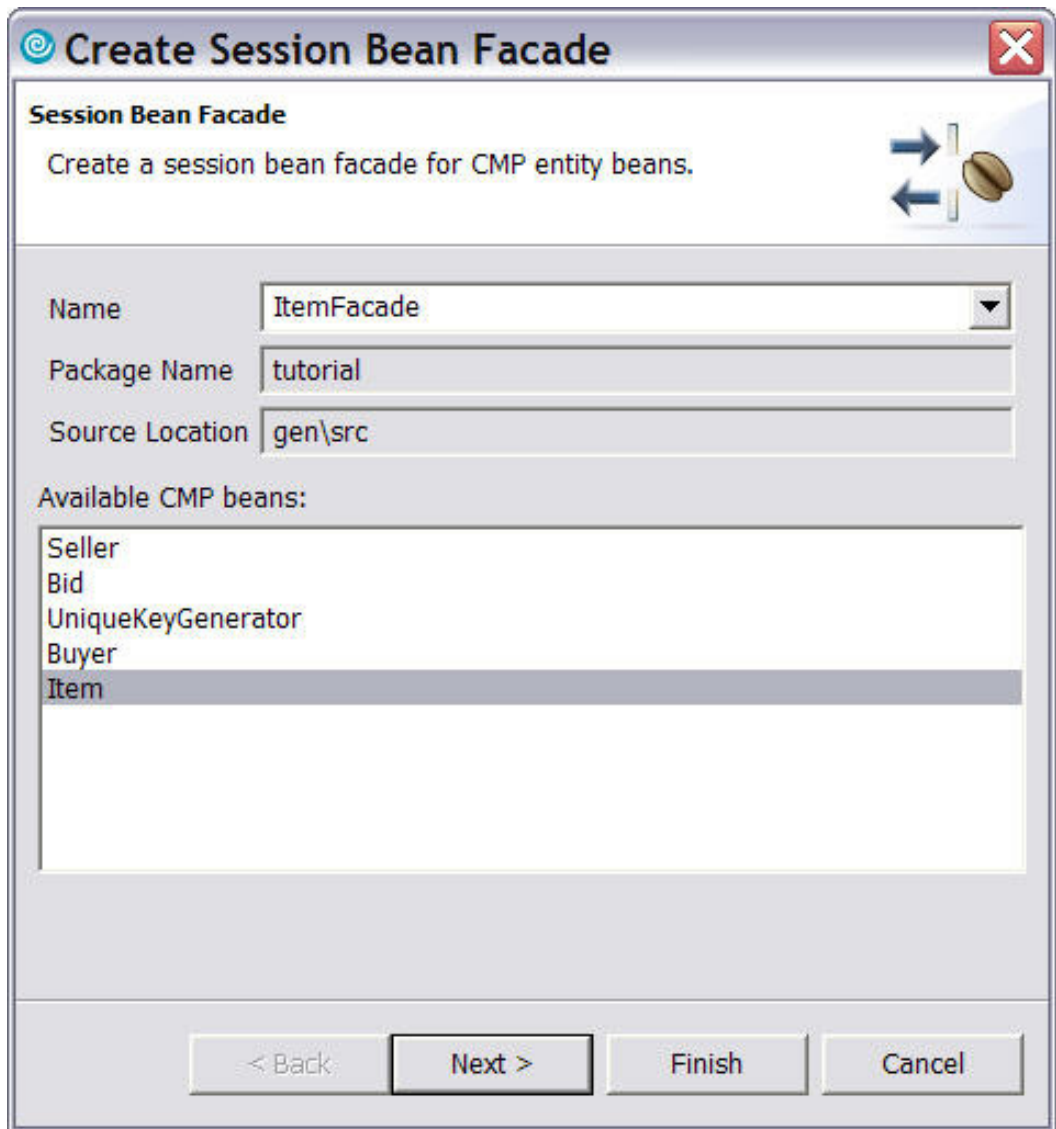 Create Session Bean Facade
Session Bean Facade
Create a session bean facade for CMP entity beans.
Name ItemFacade
Package Name tutorial
Source Location gen\src
Available CMP beans:
Seller
Bid
UniqueKeyGenerator
Buyer
Item
< Back Next > Finish Cancel